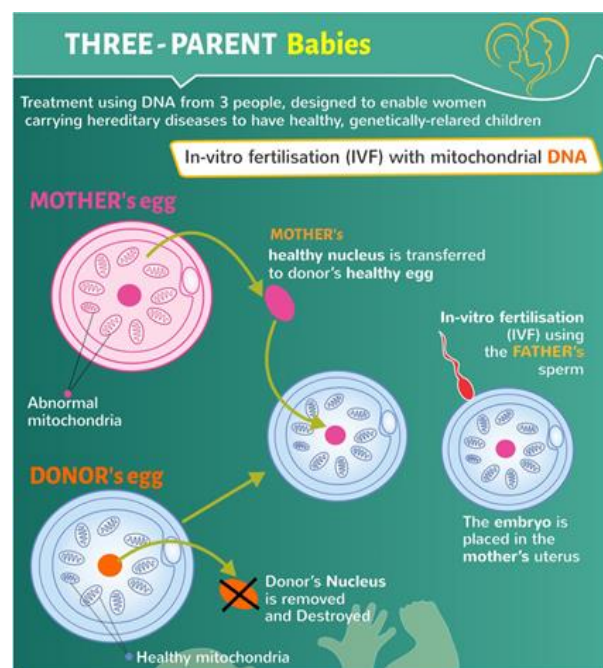 THREE-PARENT Babies
Treatment using DNA from 3 people, designed to enable women
carrying hereditary diseases to have healthy, genetically-relared children
In-vitro fertilisation (IVF) with mitochondrial DNA
MOTHER's egg
MOTHER's
healthy nucleus is transferred
to donor's healthy egg
In-vitro fertilisation
(IVF) using
the FATHER's
sperm
Abnormal
mitochondria
DONOR's egg
The embryo is
placed in the
mother's uterus
Donor's Nucleus
is removed
and Destroyed
Healthy mitochondria